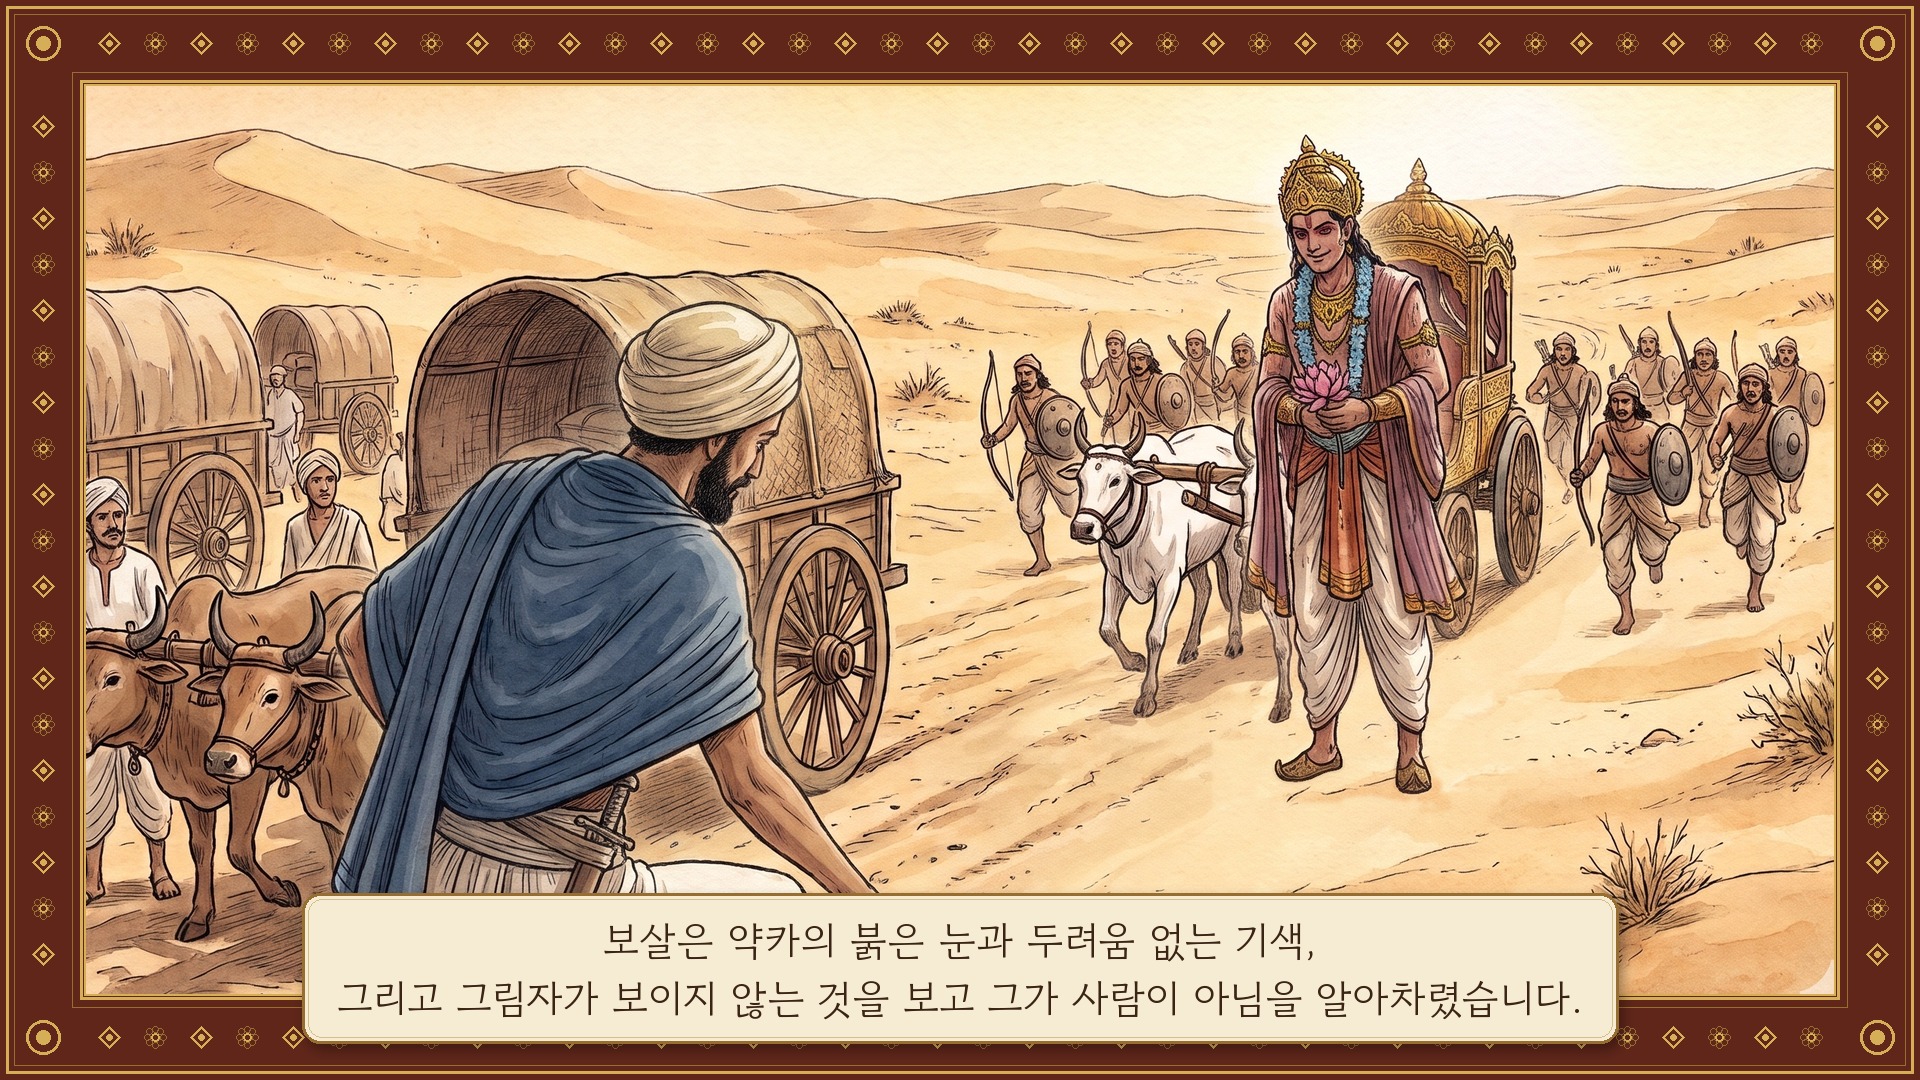 보살은 약카의 붉은 눈과 두려움 없는 기색,
그리고 그림자가 보이지 않는 것을 보고 그가 사람이 아님을 알아차렸습니다.